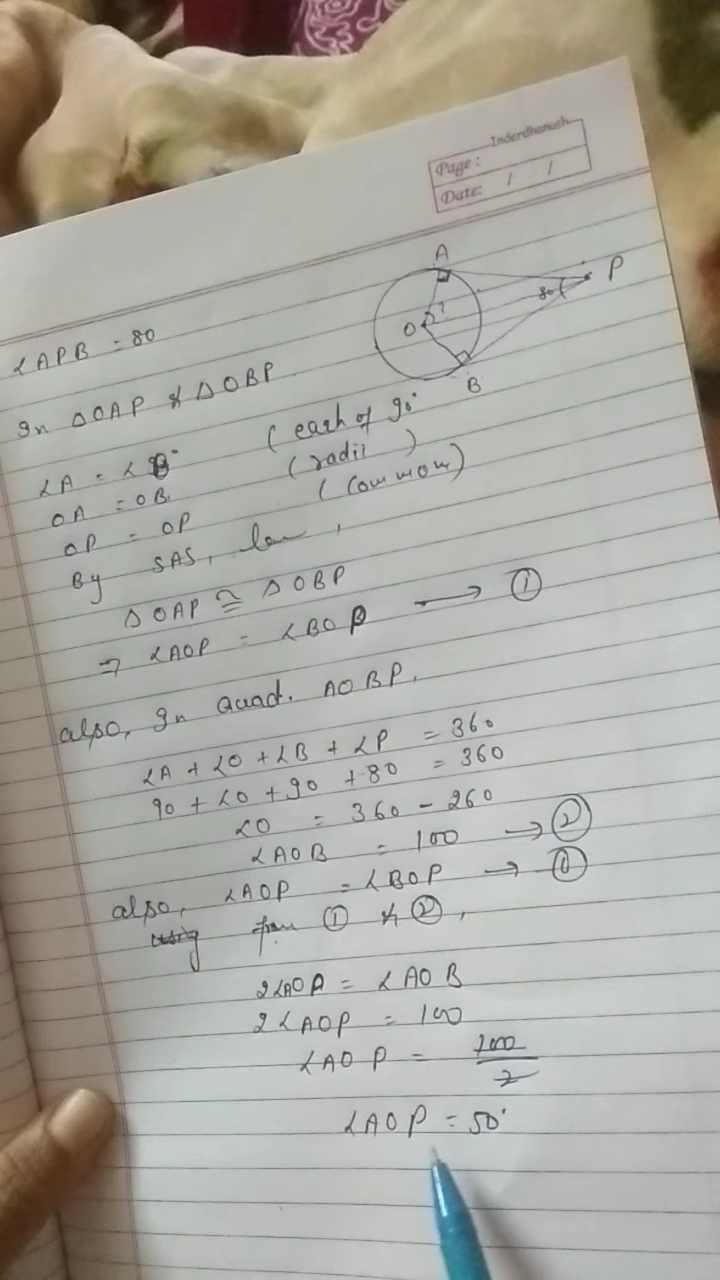 Inderdhanush
Page :
Date: / /
A
P
80
O
?
B
∠APB = 80
In △OAP & △OBP
∠A = ∠B (each of 90°
OA = OB (radii)
OP = OP (common)
By SAS, law,
△OAP ≅ △OBP
⇒ ∠AOP = ∠BOP → ①
also, In Quad. AOBP,
∠A + ∠O + ∠B + ∠P = 360
90 + ∠O + 90 + 80 = 360
∠O = 360 - 260
∠AOB = 100 → ②
also, ∠AOP = ∠BOP → ①
from ① & ②,
2∠AOP = ∠AOB
2∠AOP = 100
∠AOP = 100/2
∠AOP = 50°